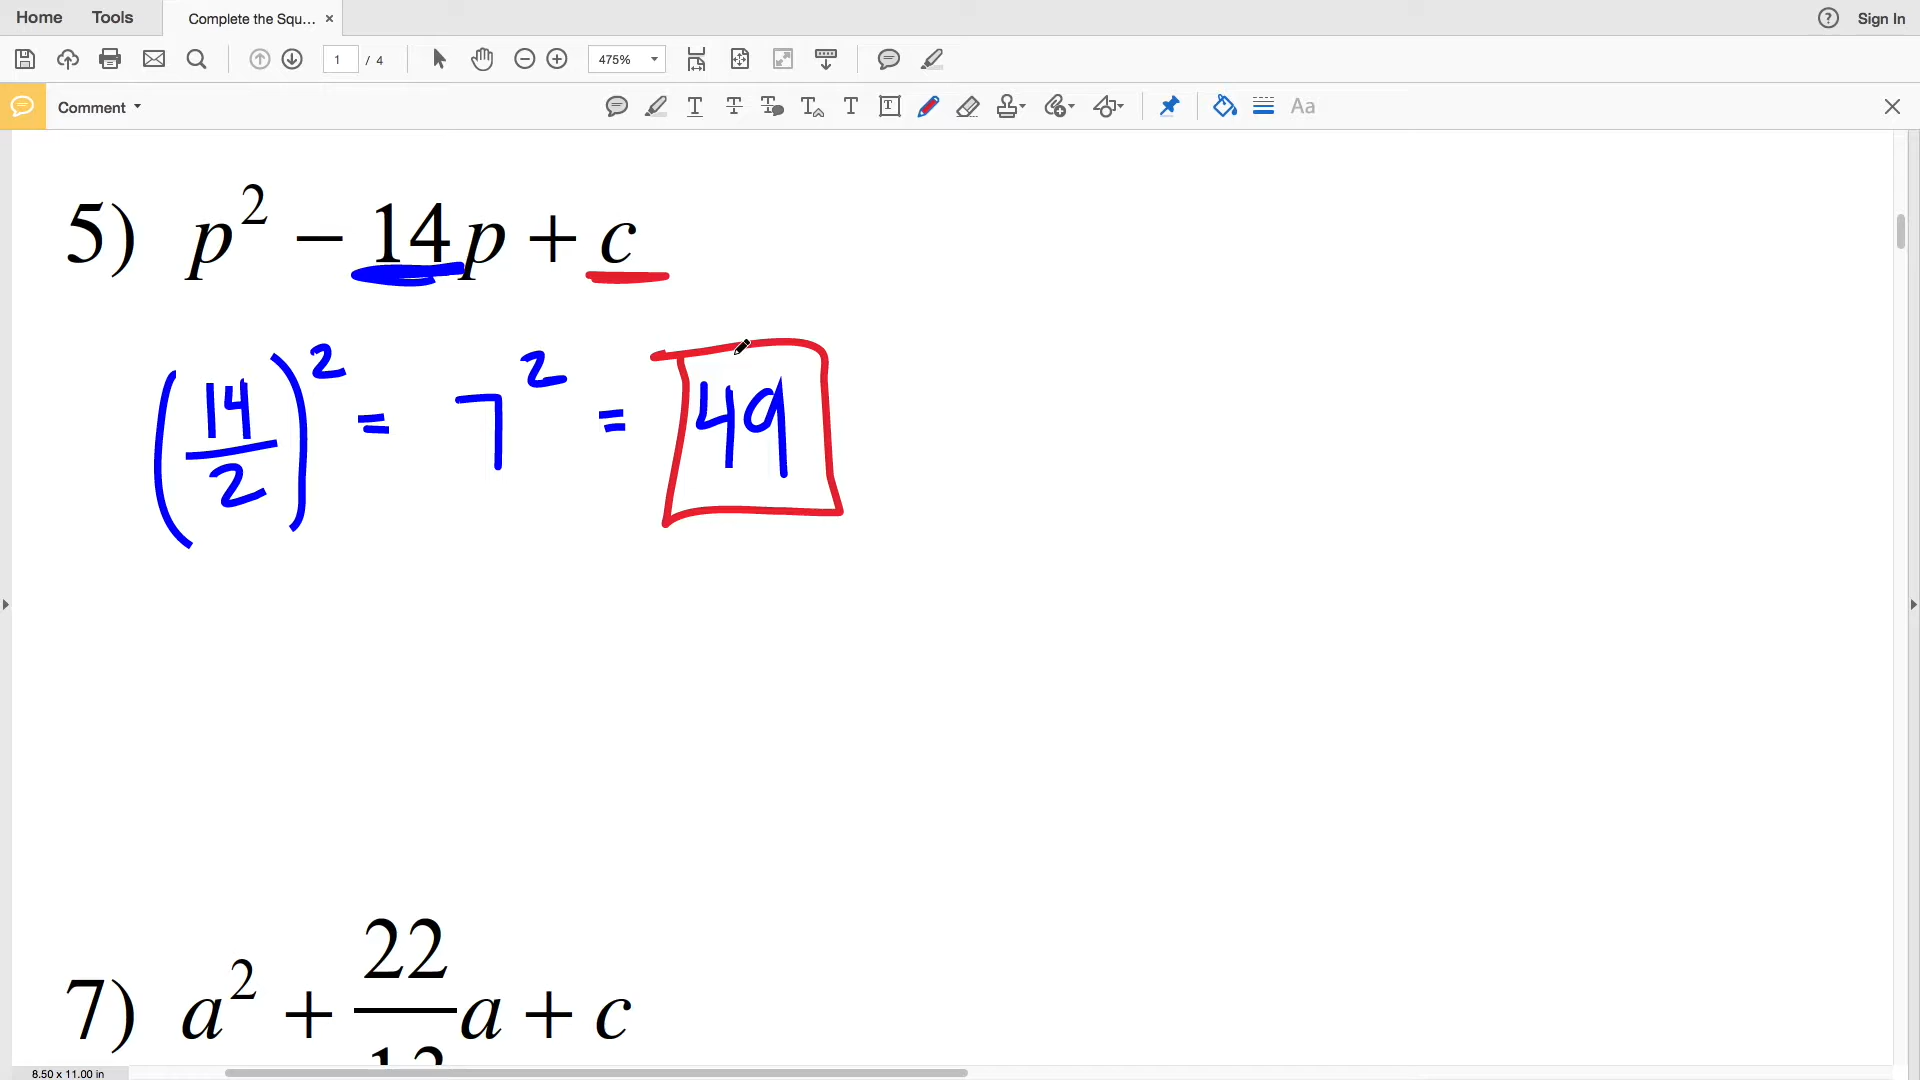 Home Tools Complete the Squ... × ? Sign In
1 / 4 475%
Comment T T T T T T Aa
5) p² − 14p + c
(14/2)² = 7² = 49
7) a² + 22/13 a + c
8.50 x 11.00 in